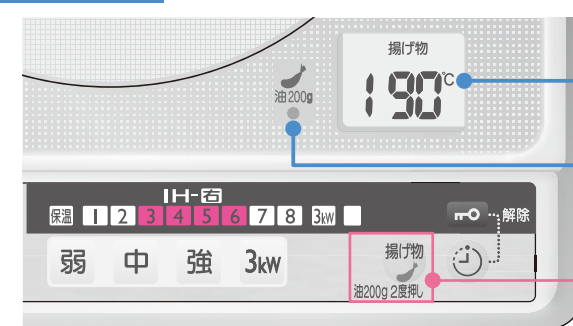 揚げ物
190℃
油200g
IH-右
保温 1 2 3 4 5 6 7 8 3kW
解除
弱 中 強 3kW
揚げ物
油200g 2度押し